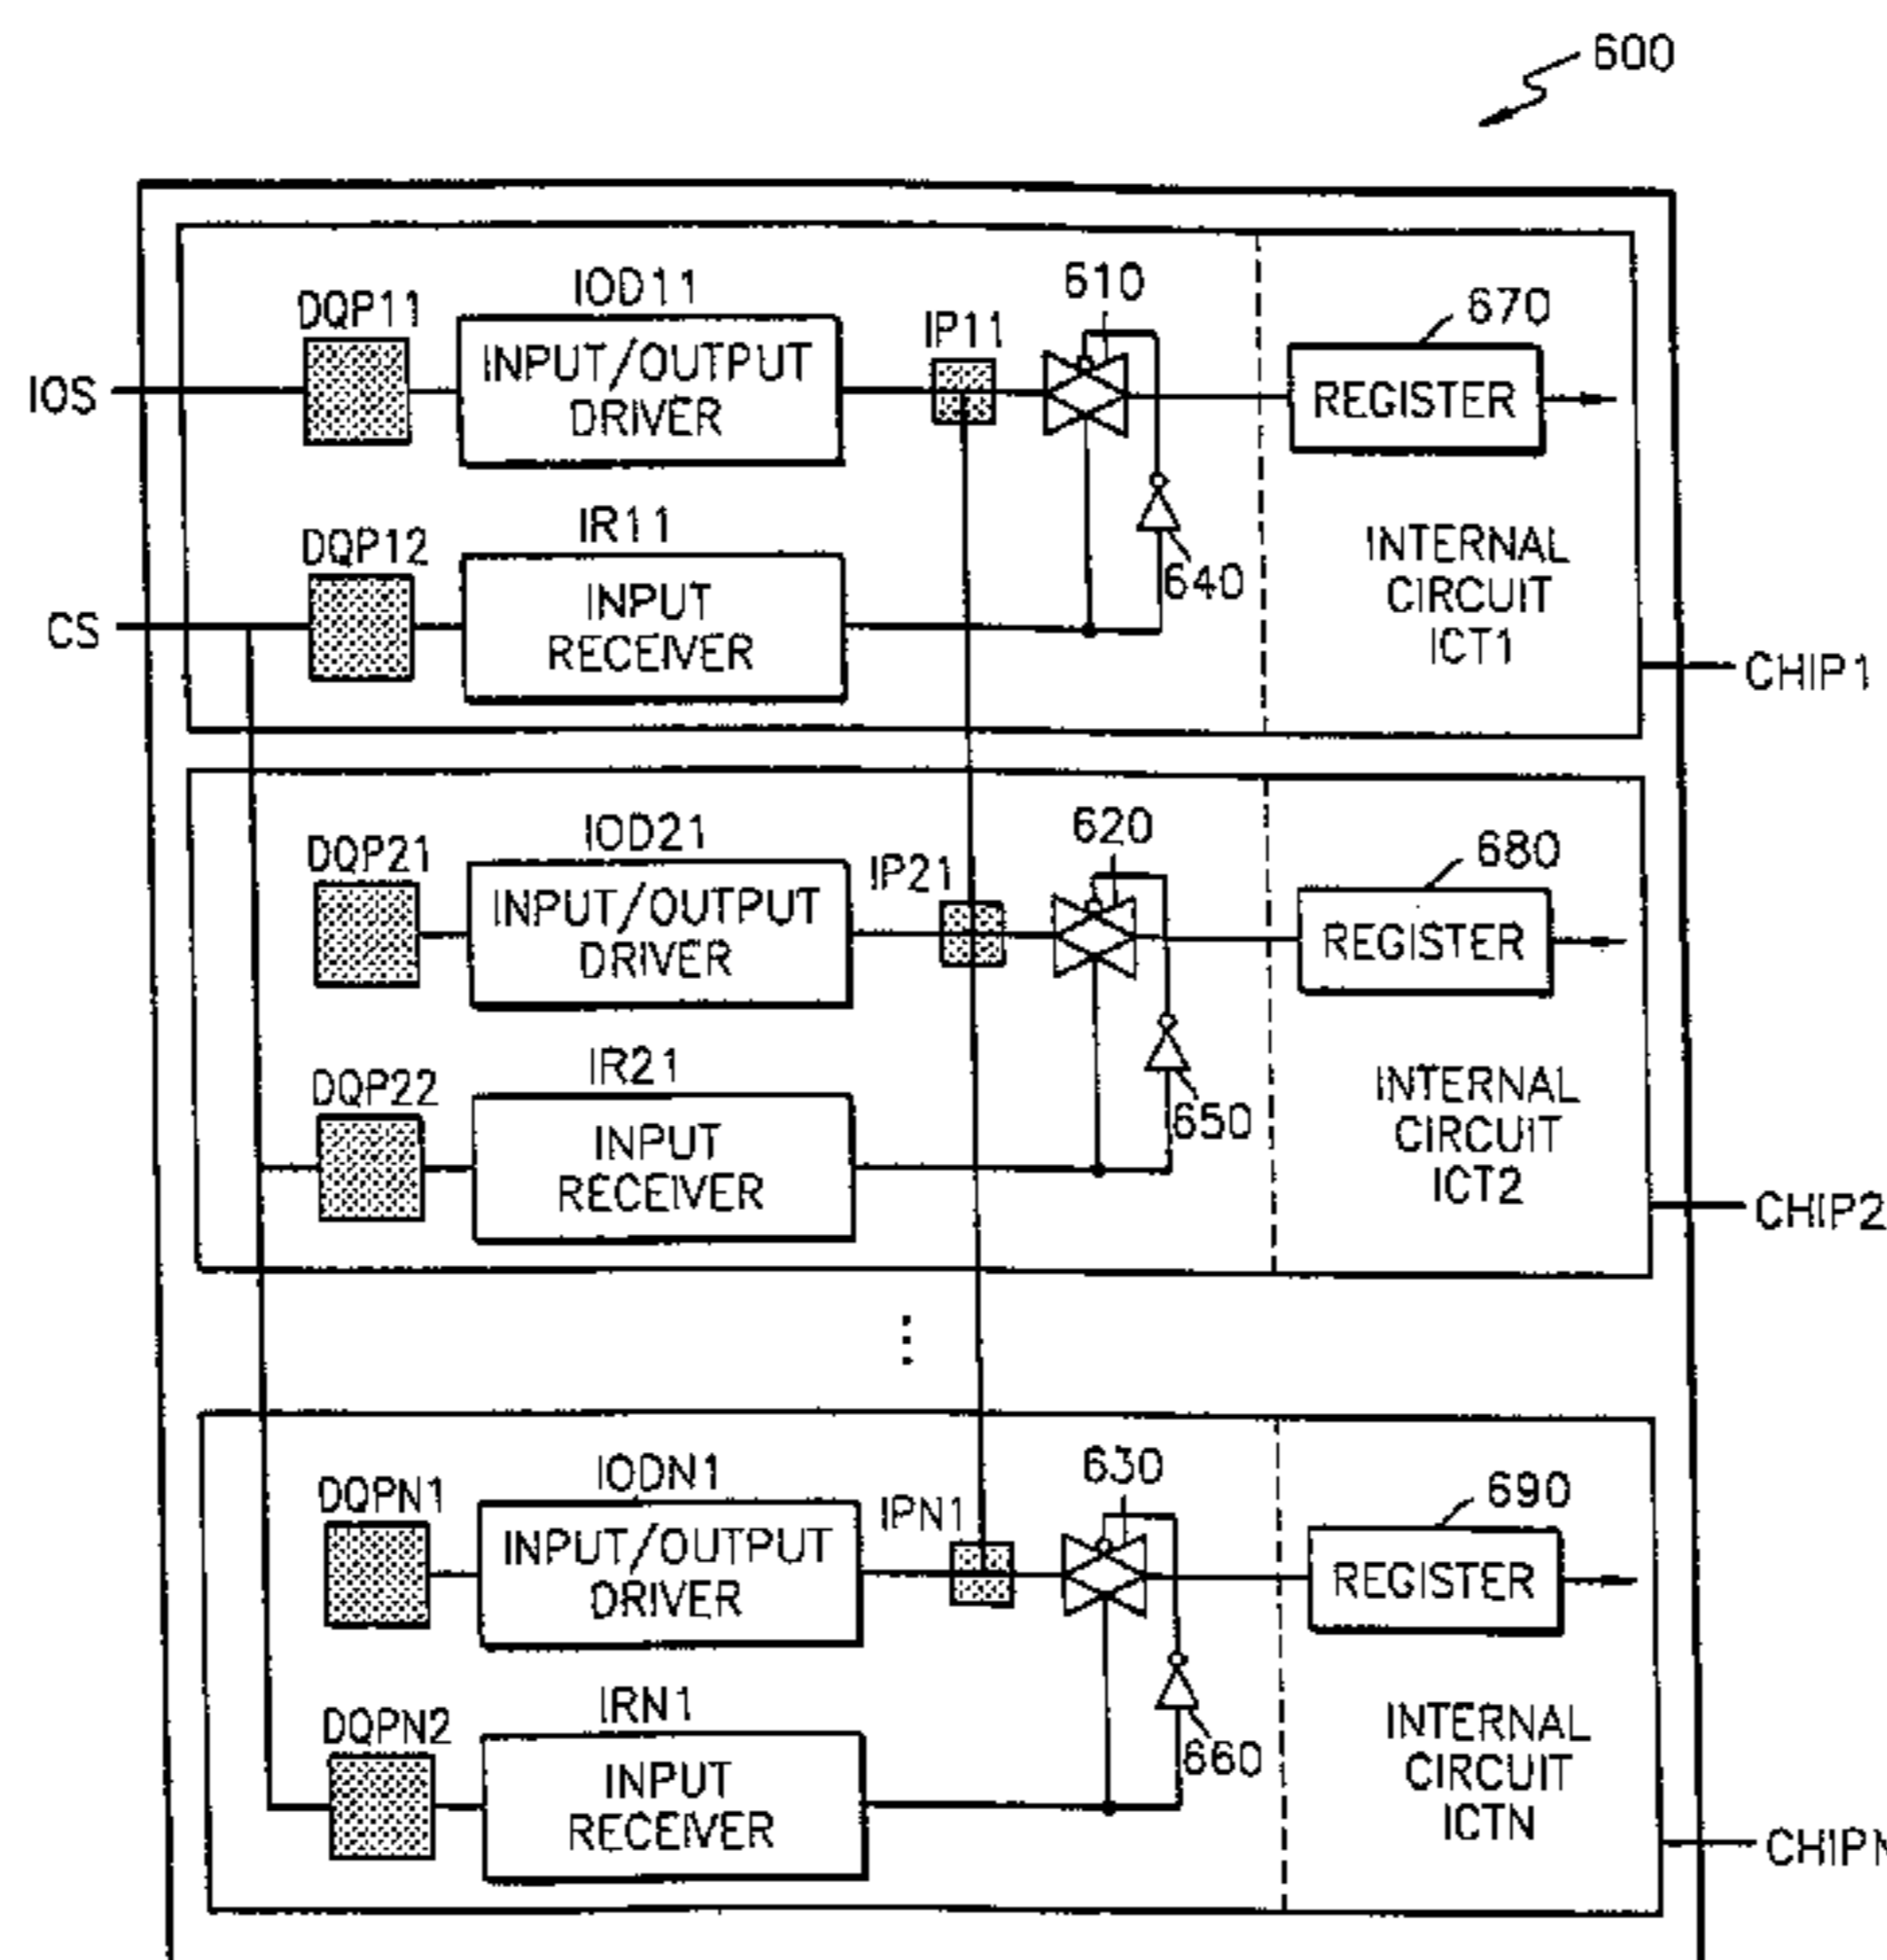 600
IOD11
610
DQP11
IP11
670
INPUT/OUTPUT
DRIVER
IOS
REGISTER
IR11
DQP12
INTERNAL
CIRCUIT
ICT1
640
INPUT
RECEIVER
CS
CHIP1
IOD21
620
DQP21
IP21
680
INPUT/OUTPUT
DRIVER
REGISTER
IR21
DQP22
INTERNAL
CIRCUIT
ICT2
650
INPUT
RECEIVER
CHIP2
IODN1
630
DQPN1
IPN1
690
INPUT/OUTPUT
DRIVER
REGISTER
IRN1
DQPN2
INTERNAL
CIRCUIT
ICTN
660
INPUT
RECEIVER
CHIPN